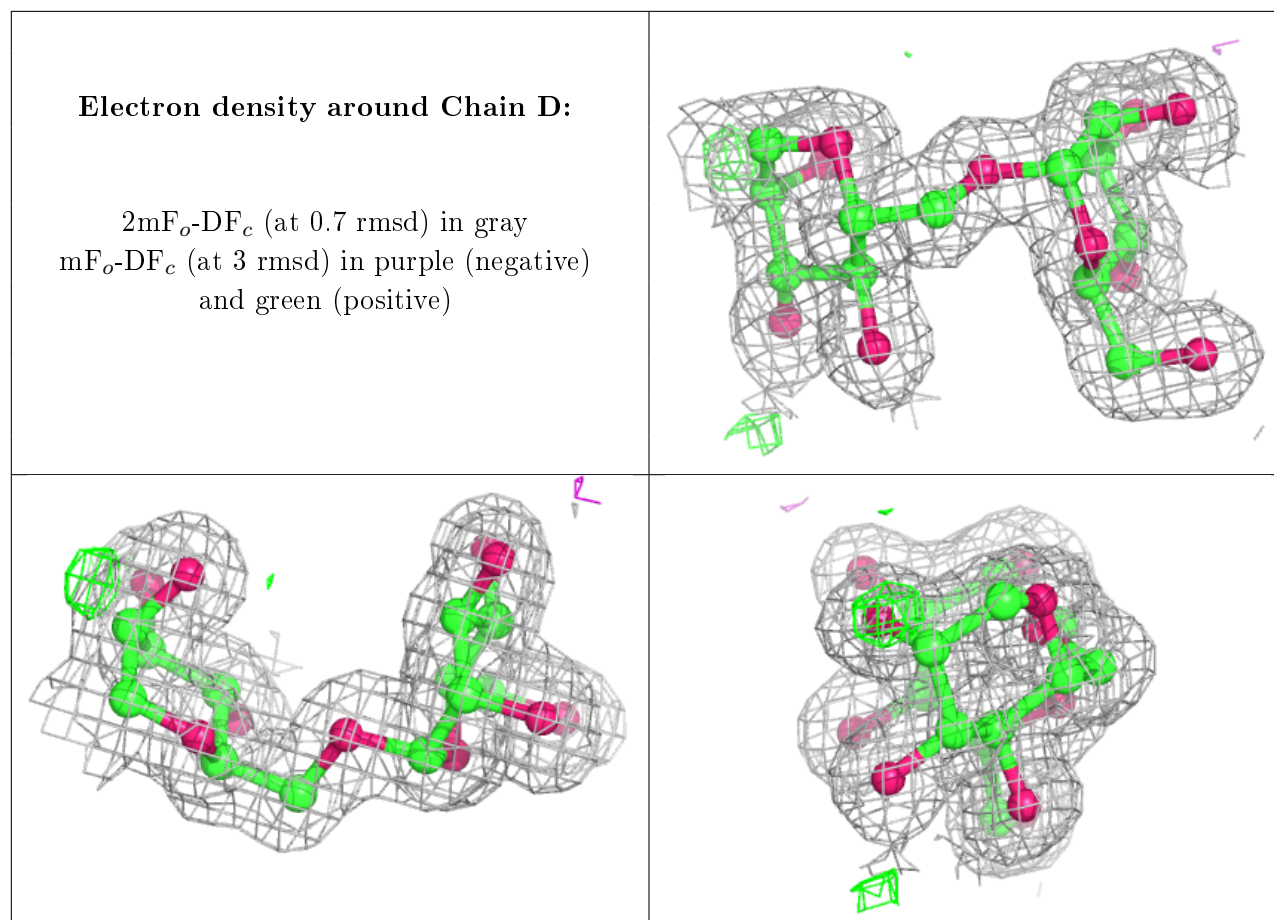 Electron density around Chain D:
2mFₒ-DF𝒸 (at 0.7 rmsd) in gray
mFₒ-DF𝒸 (at 3 rmsd) in purple (negative)
and green (positive)